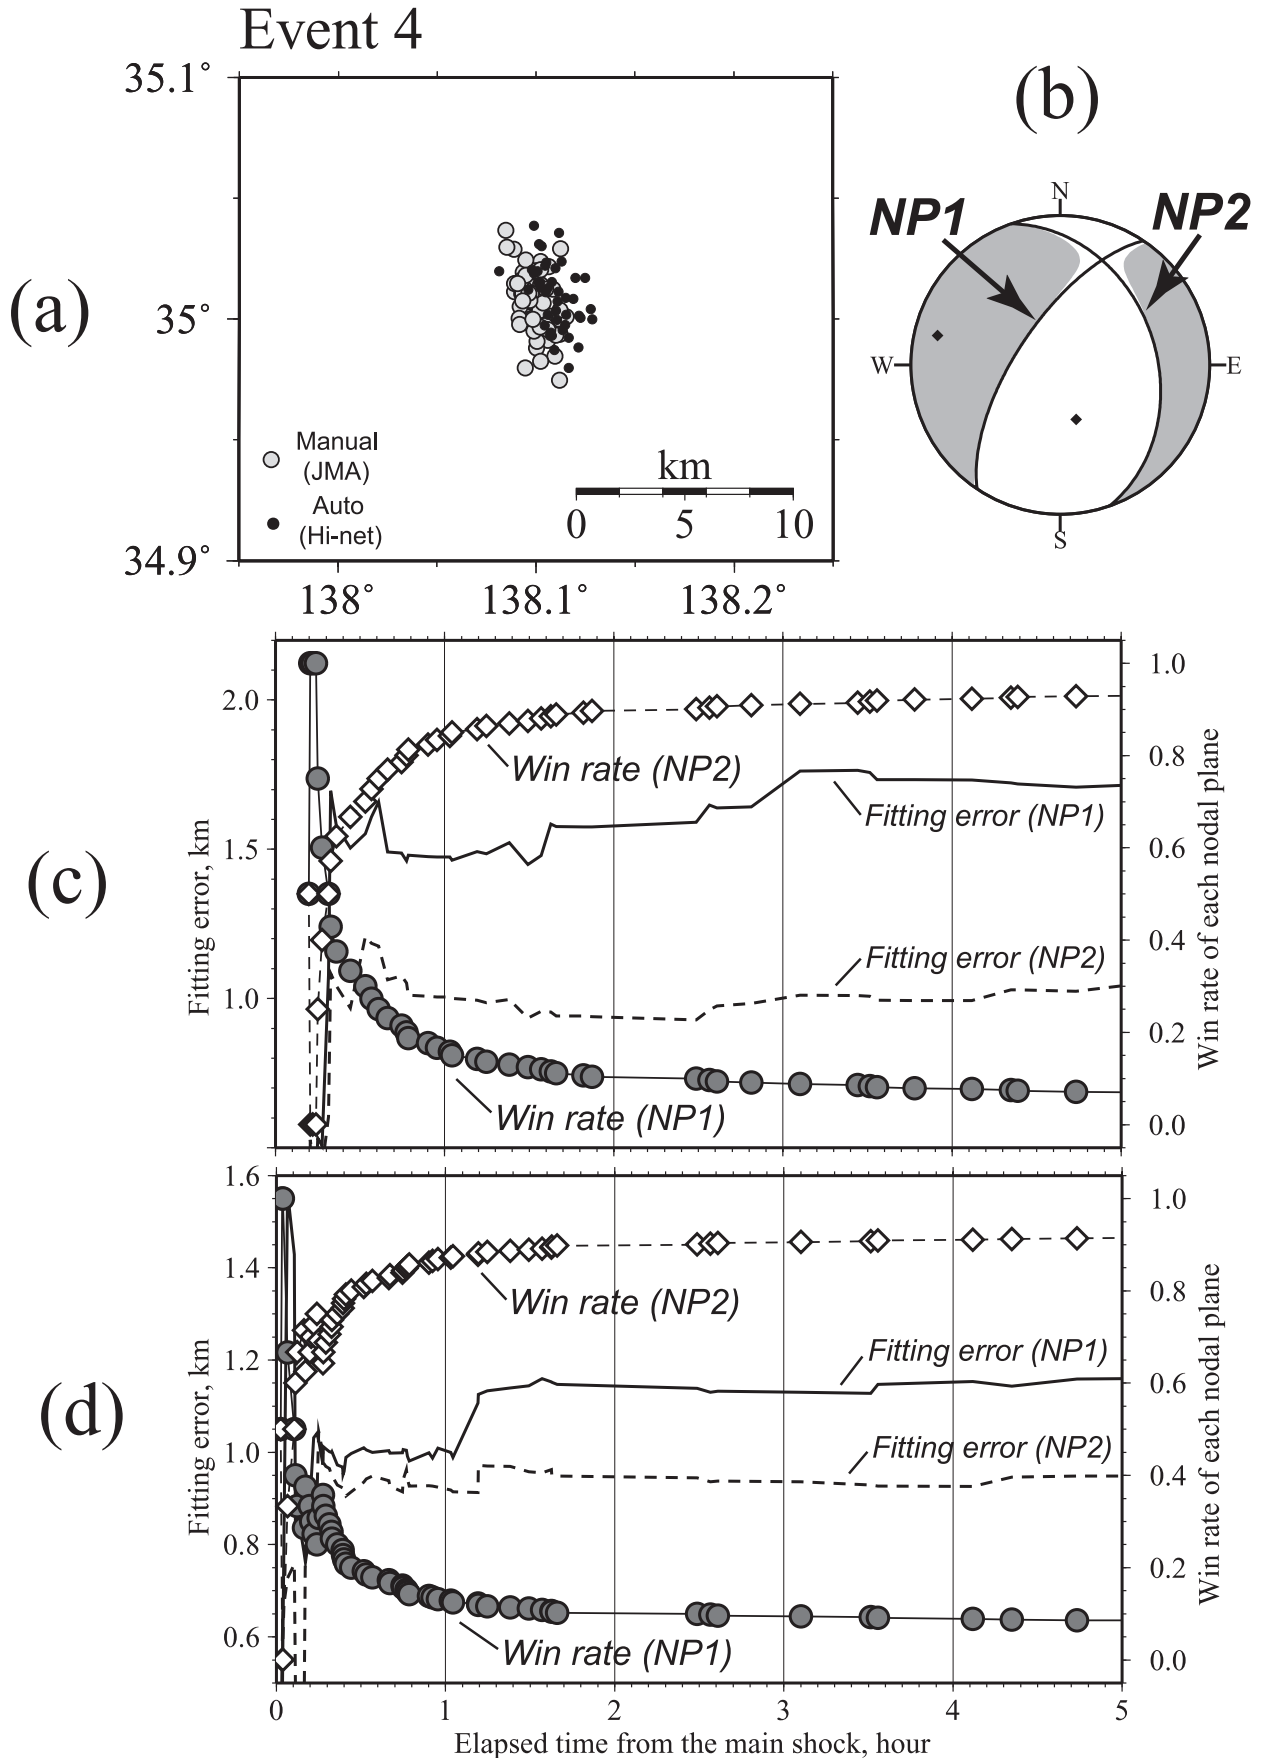 Event 4
(a)
35.1°
35°
34.9°
138°
138.1°
138.2°
Manual
(JMA)
Auto
(Hi-net)
km
0
5
10
(b)
NP1
NP2
N
W
E
S
(c)
Fitting error, km
2.0
1.5
1.0
Win rate (NP2)
Fitting error (NP1)
Fitting error (NP2)
Win rate (NP1)
1.0
0.8
0.6
0.4
0.2
0.0
Win rate of each nodal plane
(d)
Fitting error, km
1.6
1.4
1.2
1.0
0.8
0.6
Win rate (NP2)
Fitting error (NP1)
Fitting error (NP2)
Win rate (NP1)
1.0
0.8
0.6
0.4
0.2
0.0
Win rate of each nodal plane
0
1
2
3
4
5
Elapsed time from the main shock, hour